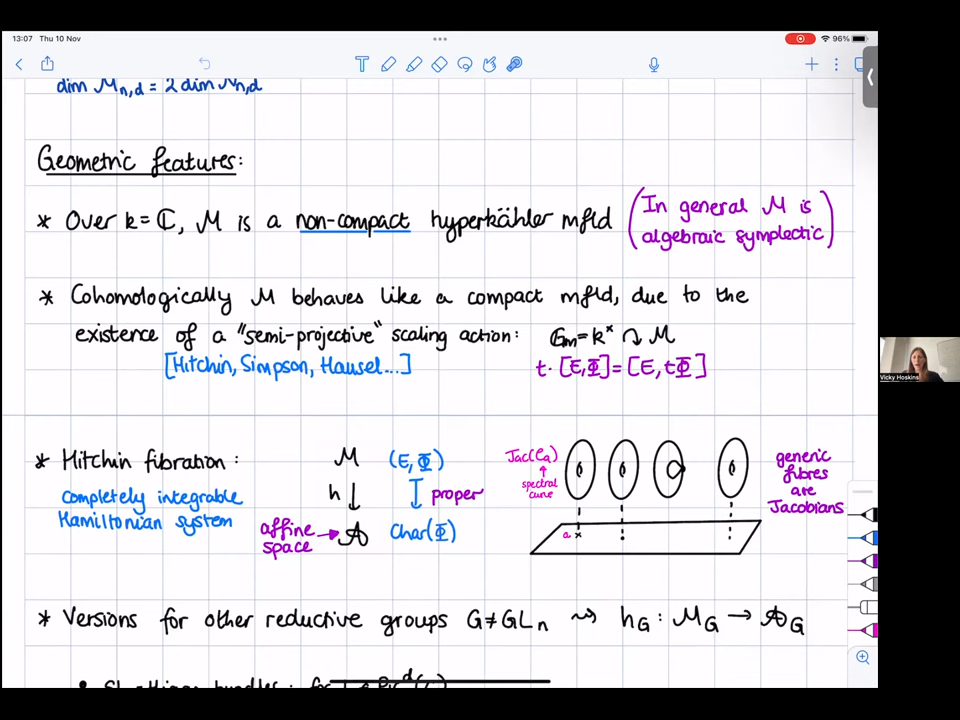 13:07 Thu 10 Nov
96%
dim M_{n,d} = 2 dim N_{n,d}
Geometric features:
* Over k = ℂ, M is a non-compact hyperkähler mfld (In general M is algebraic symplectic)
* Cohomologically M behaves like a compact mfld, due to the
existence of a "semi-projective" scaling action: 𝔾m = k^× ↷ M
[Hitchin, Simpson, Hausel...] t · [E,Φ] = [E, tΦ]
* Hitchin fibration:
completely integrable
Hamiltonian system
M (E, Φ)
h ↓ proper
affine space → A Char(Φ)
Jac(C_a)
↑
spectral
curve
a ×
generic
fibres
are
Jacobians
* Versions for other reductive groups G ≠ GL_n ⇝ h_G : M_G → A_G
Vicky Hoskins